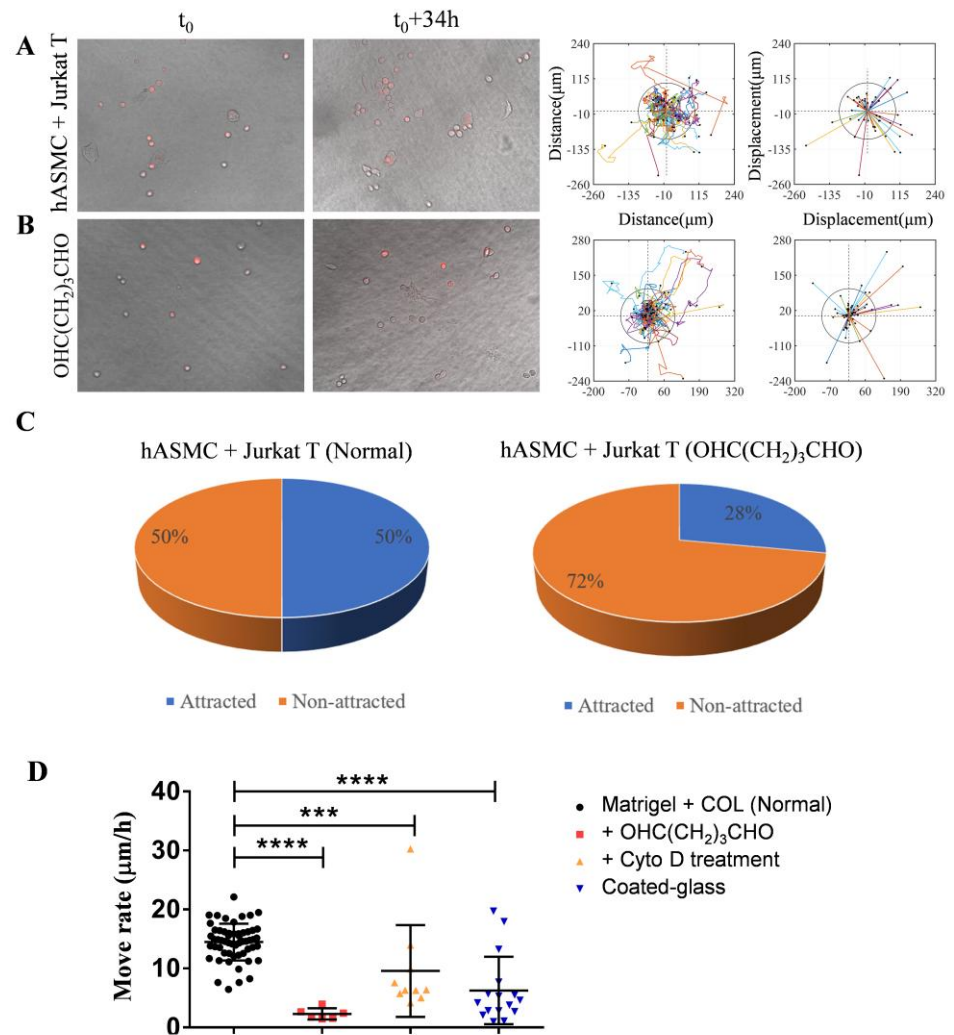 t₀ t₀+34h
A
hASMC + Jurkat T
Distance(μm)
240
115
-10
-135
-260
-260 -135 -10 115 240
Distance(μm)
Displacement(μm)
240
115
-10
-135
-260
-260 -135 -10 115 240
Displacement(μm)
B
OHC(CH₂)₃CHO
280
150
20
-110
-240
-200 -70 60 190 320
280
150
20
-110
-240
-200 -70 60 190 320
C
hASMC + Jurkat T (Normal)
50% 50%
Attracted Non-attracted
hASMC + Jurkat T (OHC(CH₂)₃CHO)
28%
72%
Attracted Non-attracted
D
Move rate (μm/h)
40
30
20
10
0
****
***
****
Matrigel + COL (Normal)
+ OHC(CH₂)₃CHO
+ Cyto D treatment
Coated-glass